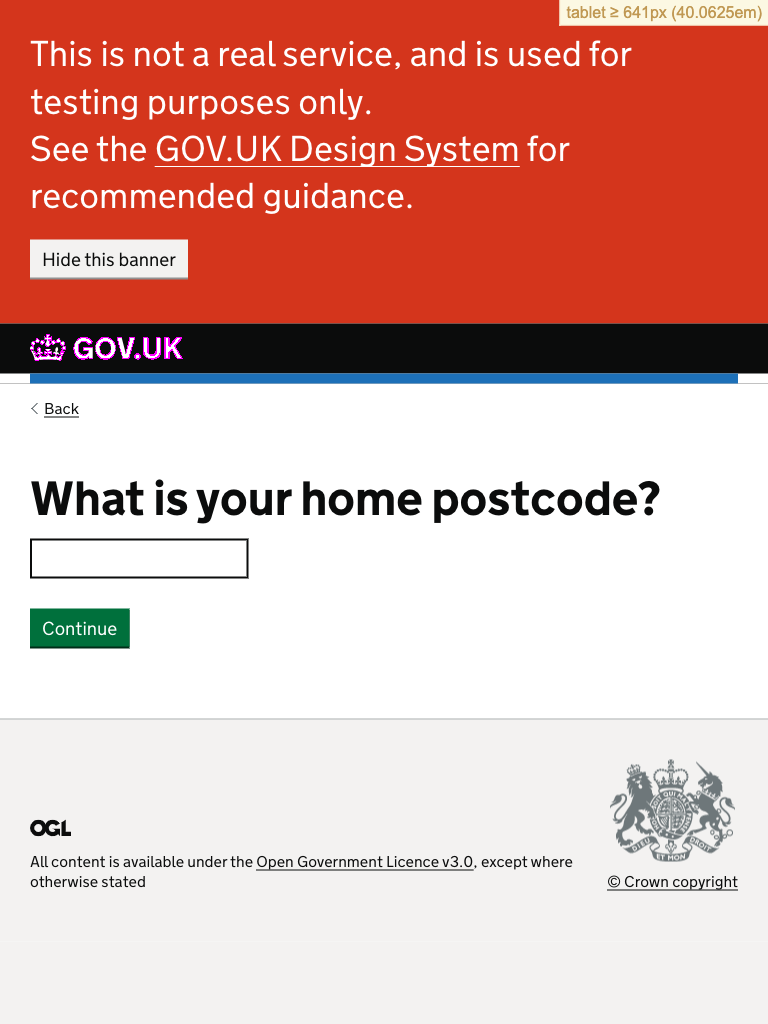 tablet ≥ 641px (40.0625em)
This is not a real service, and is used for
testing purposes only.
See the GOV.UK Design System for
recommended guidance.
Hide this banner
GOV.UK
Back
What is your home postcode?
Continue
OGL
All content is available under the Open Government Licence v3.0, except where
otherwise stated
DIEU ET MON DROIT
© Crown copyright